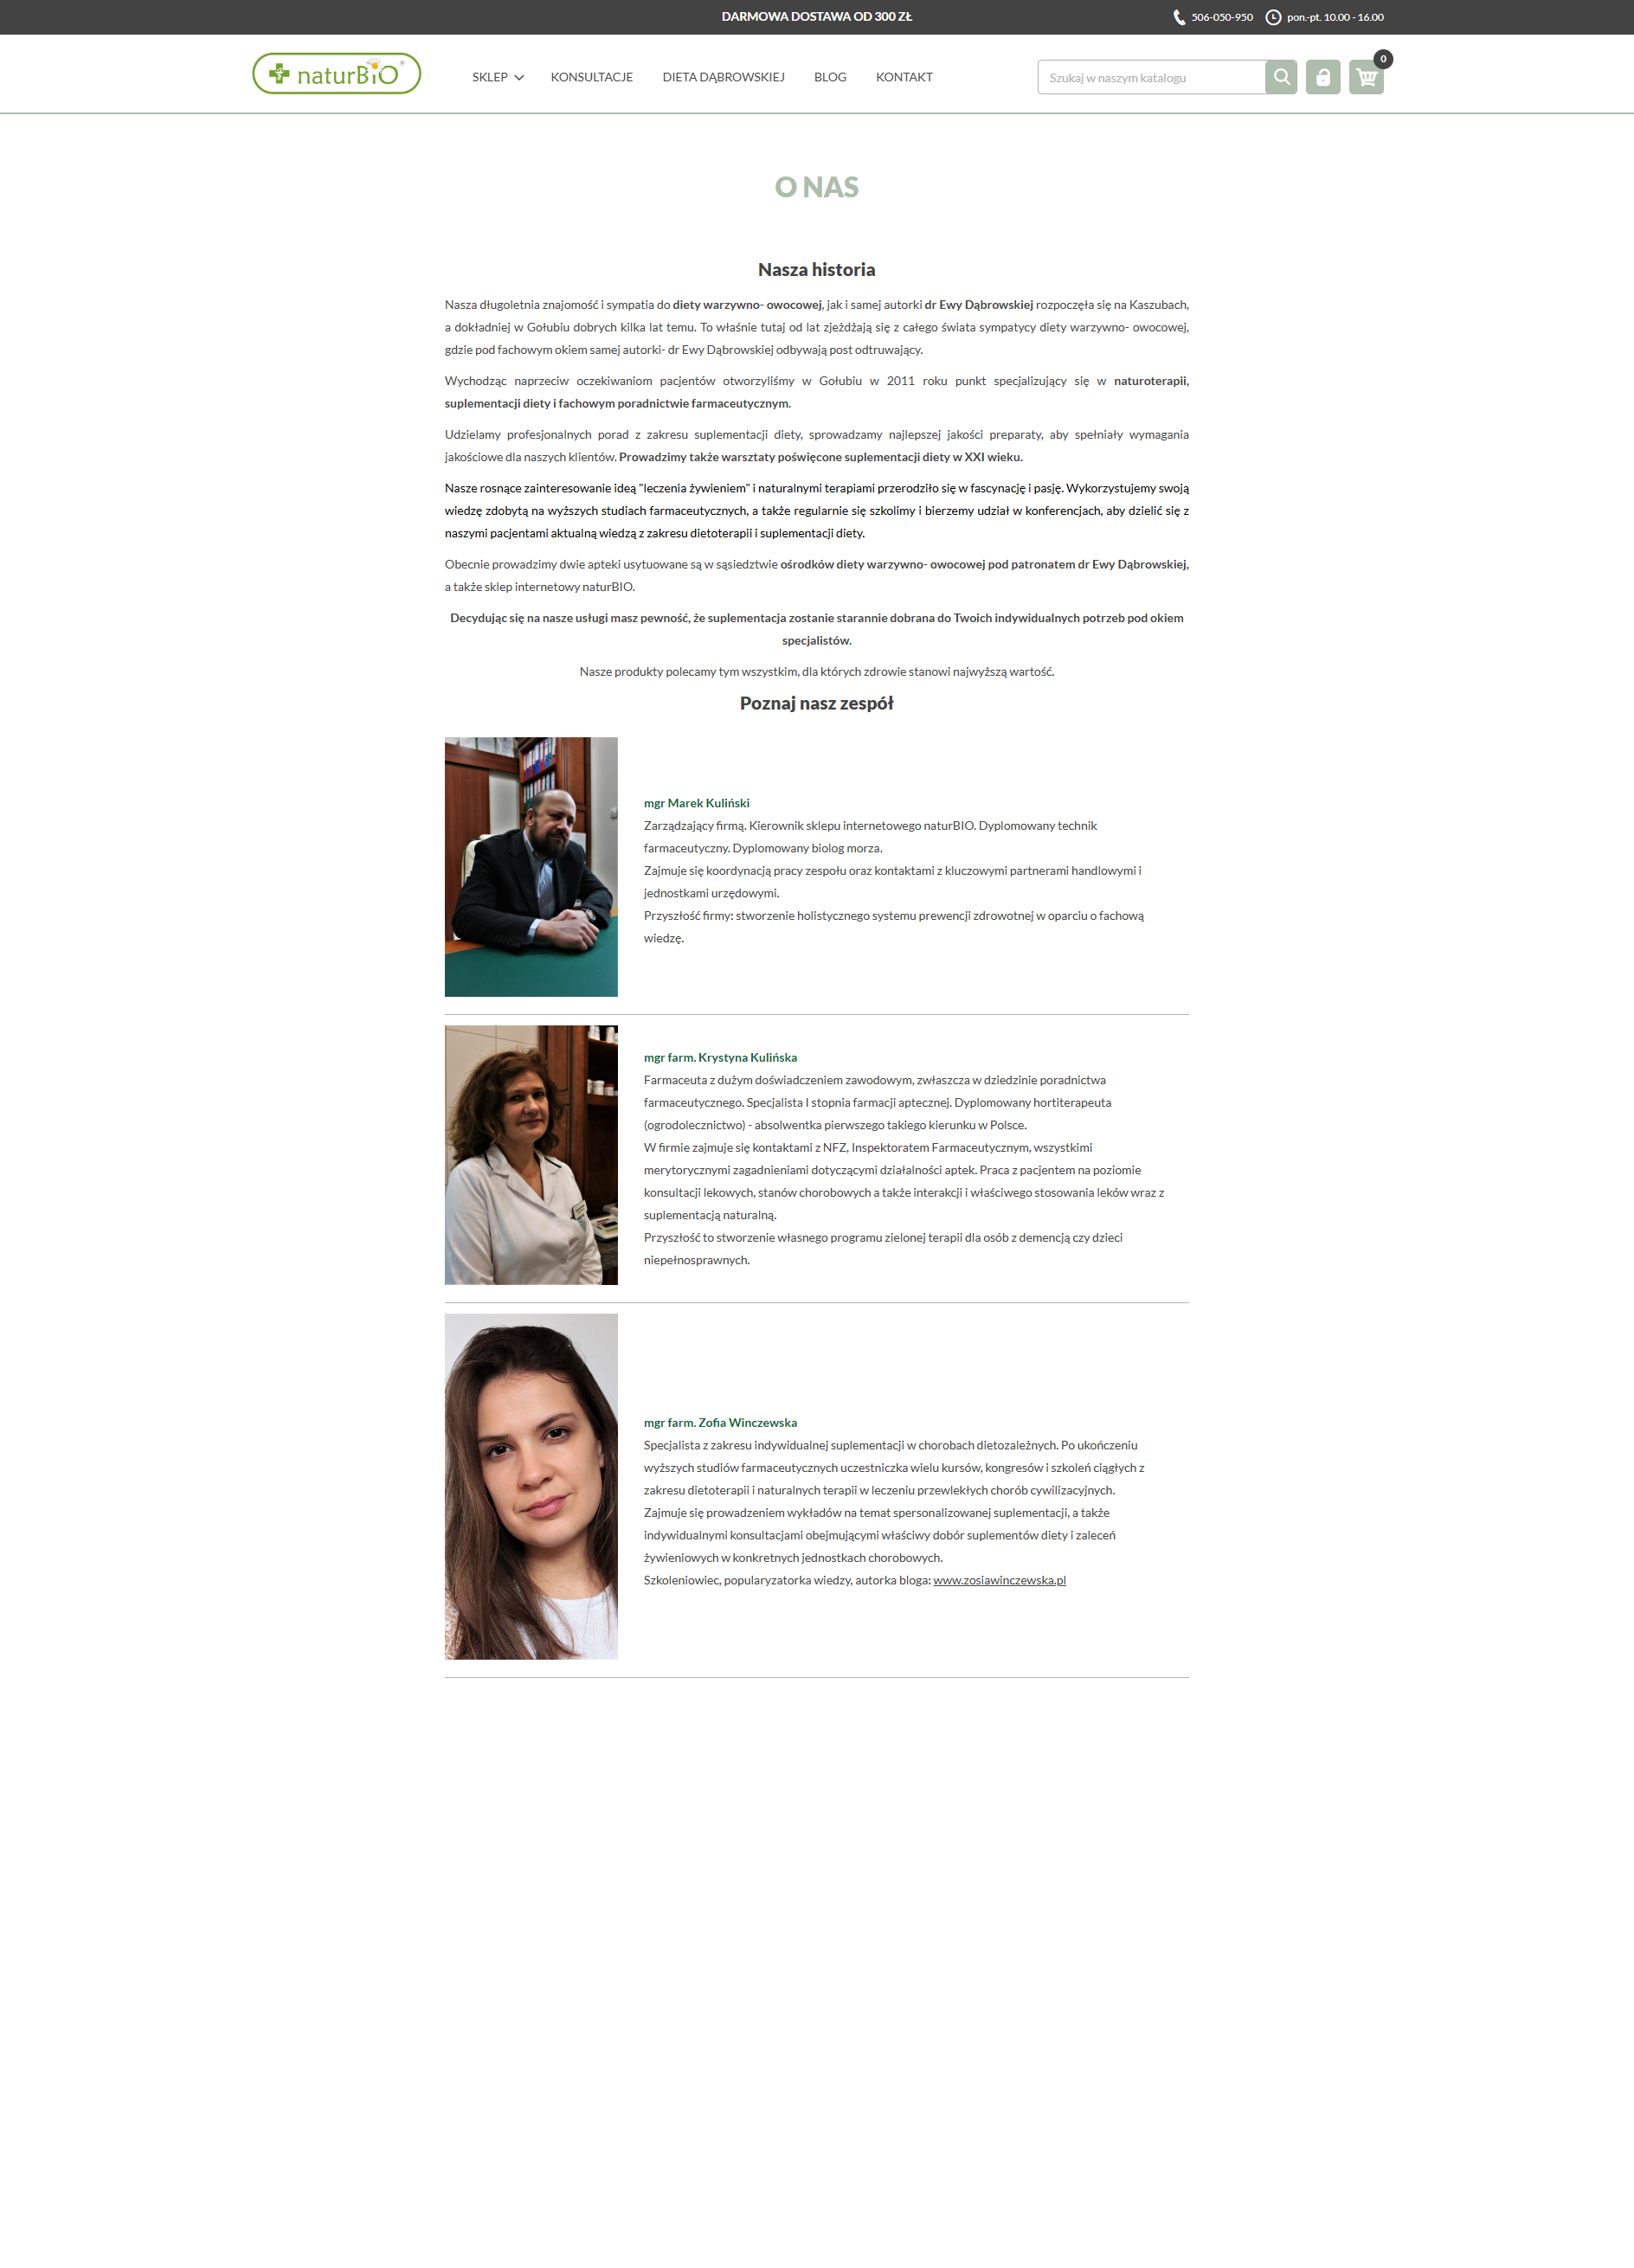 DARMOWA DOSTAWA OD 300 ZŁ
506-050-950
pon.-pt. 10.00 - 16.00
naturBiO®
SKLEP
KONSULTACJE
DIETA DĄBROWSKIEJ
BLOG
KONTAKT
Szukaj w naszym katalogu
0
O NAS
Nasza historia
Nasza długoletnia znajomość i sympatia do diety warzywno- owocowej, jak i samej autorki dr Ewy Dąbrowskiej rozpoczęła się na Kaszubach,
a dokładniej w Gołubiu dobrych kilka lat temu. To właśnie tutaj od lat zjeżdżają się z całego świata sympatycy diety warzywno- owocowej,
gdzie pod fachowym okiem samej autorki- dr Ewy Dąbrowskiej odbywają post odtruwający.
Wychodząc naprzeciw oczekiwaniom pacjentów otworzyliśmy w Gołubiu w 2011 roku punkt specjalizujący się w naturoterapii,
suplementacji diety i fachowym poradnictwie farmaceutycznym.
Udzielamy profesjonalnych porad z zakresu suplementacji diety, sprowadzamy najlepszej jakości preparaty, aby spełniały wymagania
jakościowe dla naszych klientów. Prowadzimy także warsztaty poświęcone suplementacji diety w XXI wieku.
Nasze rosnące zainteresowanie ideą "leczenia żywieniem" i naturalnymi terapiami przerodziło się w fascynację i pasję. Wykorzystujemy swoją
wiedzę zdobytą na wyższych studiach farmaceutycznych, a także regularnie się szkolimy i bierzemy udział w konferencjach, aby dzielić się z
naszymi pacjentami aktualną wiedzą z zakresu dietoterapii i suplementacji diety.
Obecnie prowadzimy dwie apteki usytuowane są w sąsiedztwie ośrodków diety warzywno- owocowej pod patronatem dr Ewy Dąbrowskiej,
a także sklep internetowy naturBIO.
Decydując się na nasze usługi masz pewność, że suplementacja zostanie starannie dobrana do Twoich indywidualnych potrzeb pod okiem
specjalistów.
Nasze produkty polecamy tym wszystkim, dla których zdrowie stanowi najwyższą wartość.
Poznaj nasz zespół
mgr Marek Kuliński
Zarządzający firmą. Kierownik sklepu internetowego naturBIO. Dyplomowany technik
farmaceutyczny. Dyplomowany biolog morza.
Zajmuje się koordynacją pracy zespołu oraz kontaktami z kluczowymi partnerami handlowymi i
jednostkami urzędowymi.
Przyszłość firmy: stworzenie holistycznego systemu prewencji zdrowotnej w oparciu o fachową
wiedzę.
mgr farm. Krystyna Kulińska
Farmaceuta z dużym doświadczeniem zawodowym, zwłaszcza w dziedzinie poradnictwa
farmaceutycznego. Specjalista I stopnia farmacji aptecznej. Dyplomowany hortiterapeuta
(ogrodolecznictwo) - absolwentka pierwszego takiego kierunku w Polsce.
W firmie zajmuje się kontaktami z NFZ, Inspektoratem Farmaceutycznym, wszystkimi
merytorycznymi zagadnieniami dotyczącymi działalności aptek. Praca z pacjentem na poziomie
konsultacji lekowych, stanów chorobowych a także interakcji i właściwego stosowania leków wraz z
suplementacją naturalną.
Przyszłość to stworzenie własnego programu zielonej terapii dla osób z demencją czy dzieci
niepełnosprawnych.
mgr farm. Zofia Winczewska
Specjalista z zakresu indywidualnej suplementacji w chorobach dietozależnych. Po ukończeniu
wyższych studiów farmaceutycznych uczestniczka wielu kursów, kongresów i szkoleń ciągłych z
zakresu dietoterapii i naturalnych terapii w leczeniu przewlekłych chorób cywilizacyjnych.
Zajmuje się prowadzeniem wykładów na temat spersonalizowanej suplementacji, a także
indywidualnymi konsultacjami obejmującymi właściwy dobór suplementów diety i zaleceń
żywieniowych w konkretnych jednostkach chorobowych.
Szkoleniowiec, popularyzatorka wiedzy, autorka bloga: www.zosiawinczewska.pl